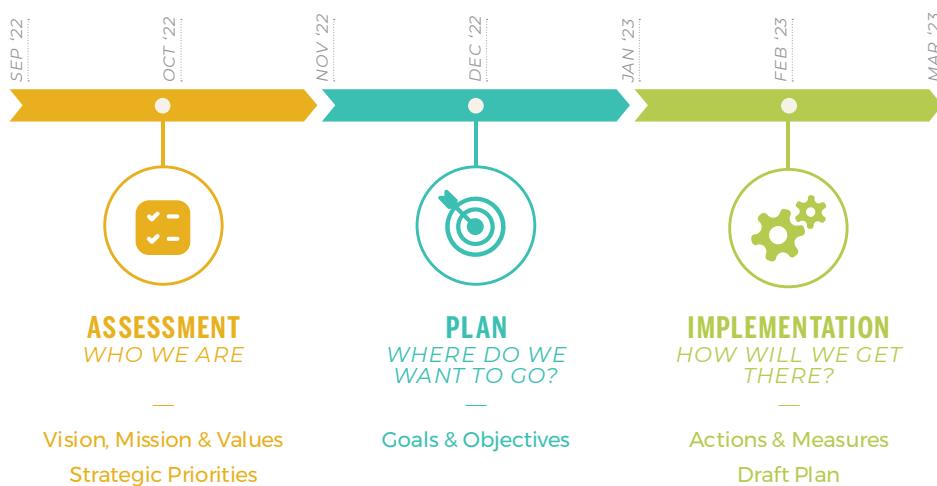 SEP ‘22
OCT ‘22
NOV ‘22
DEC ‘22
JAN ‘23
FEB ‘23
MAR ‘23
ASSESSMENT
WHO WE ARE
Vision, Mission & Values
Strategic Priorities
PLAN
WHERE DO WE
WANT TO GO?
Goals & Objectives
IMPLEMENTATION
HOW WILL WE GET
THERE?
Actions & Measures
Draft Plan